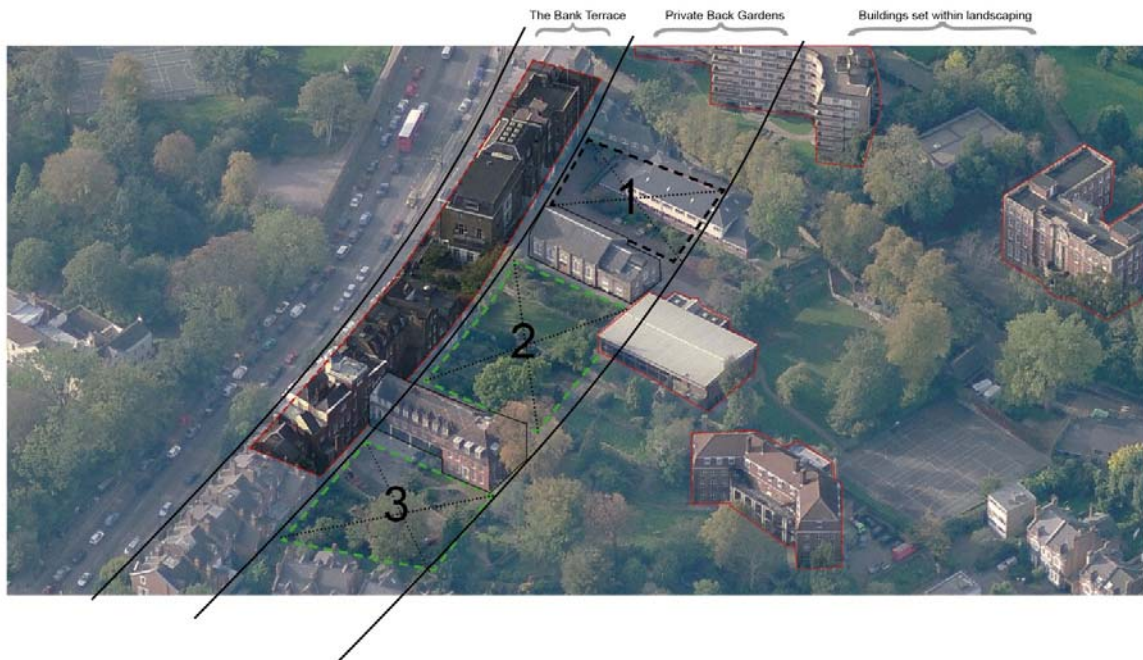 The Bank Terrace
Private Back Gardens
Buildings set within landscaping
1
2
3